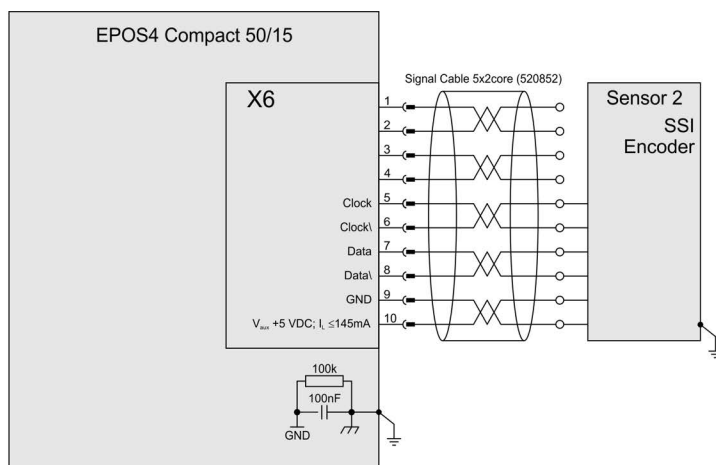 EPOS4 Compact 50/15
Signal Cable 5x2core (520852)
X6
Sensor 2
SSI
Encoder
1
2
3
4
Clock 5
Clock\ 6
Data 7
Data\ 8
GND 9
Vaux +5 VDC; IL ≤145mA 10
100k
100nF
GND